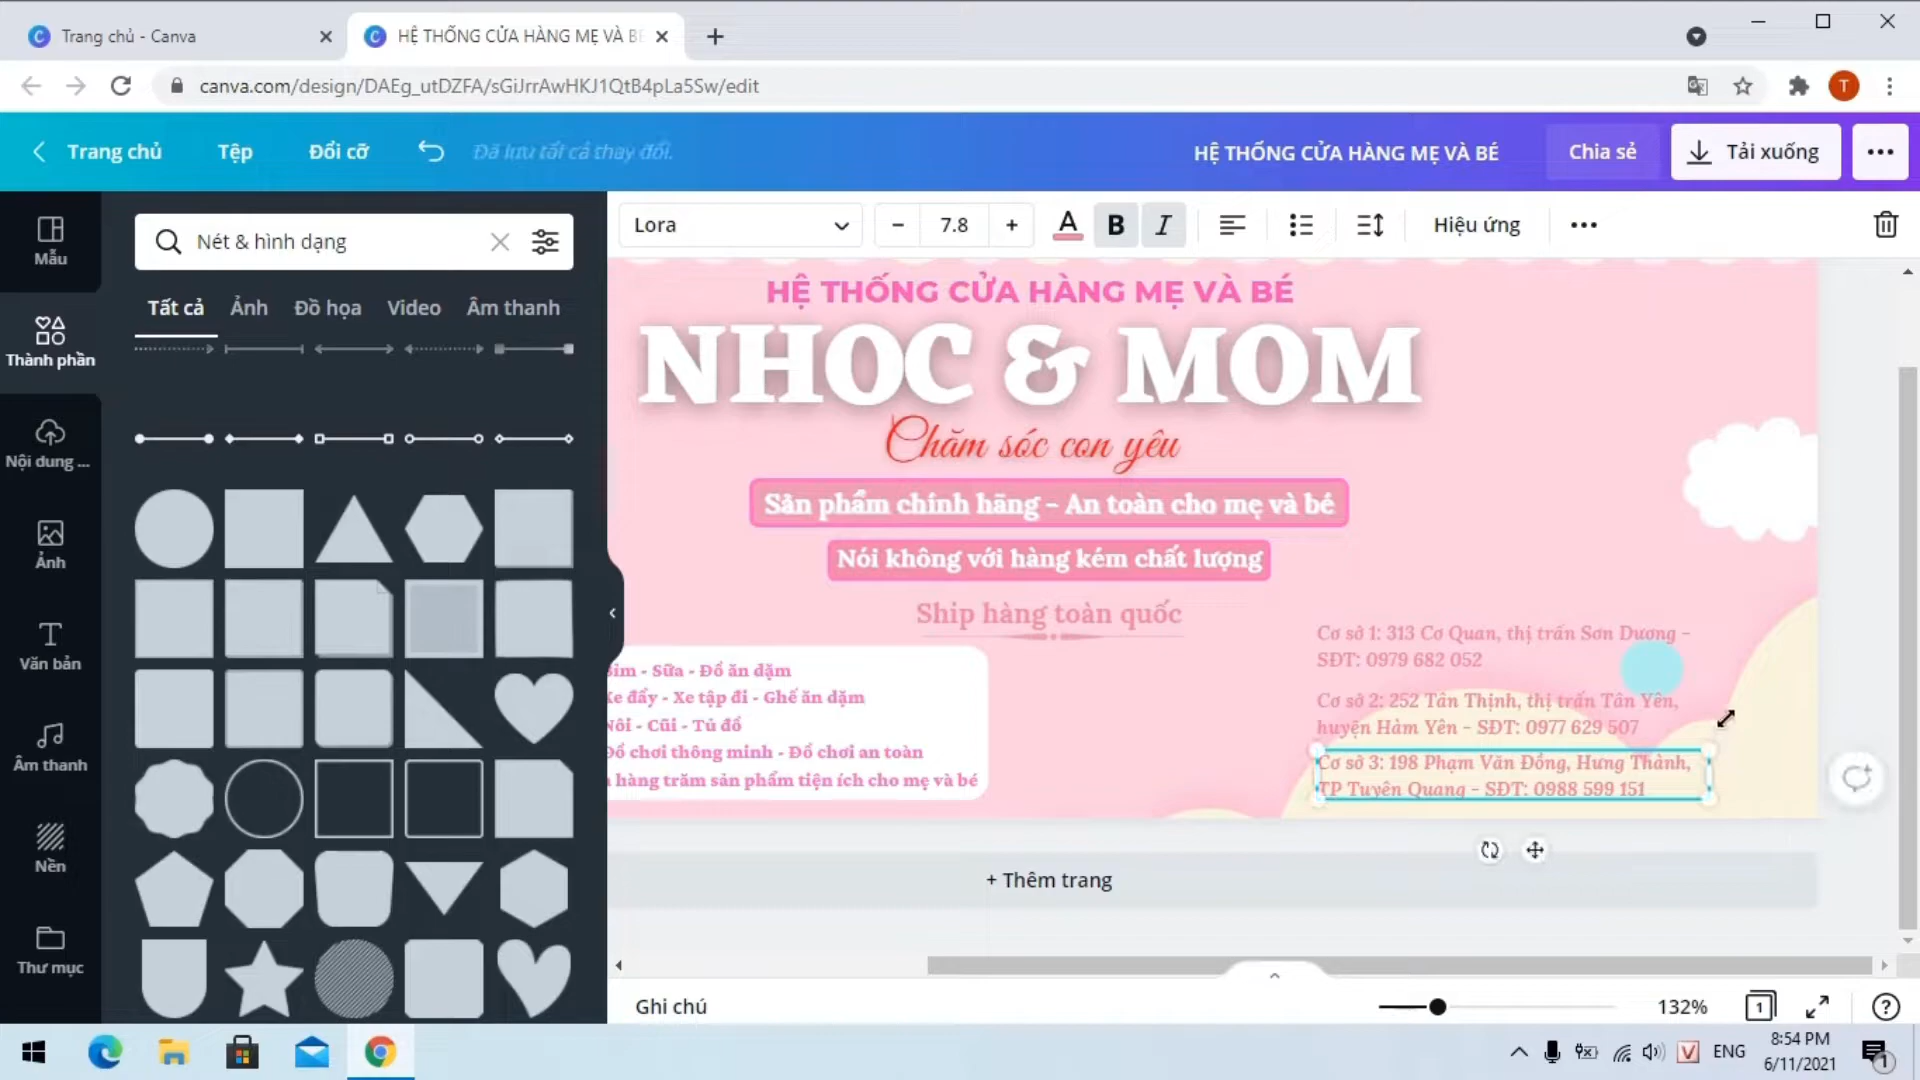 Trang chủ - Canva
HỆ THỐNG CỬA HÀNG MẸ VÀ BÉ
canva.com/design/DAEg_utDZFA/sGiJrrAwHKJ1QtB4pLa5Sw/edit
T
Trang chủ
Tệp
Đổi cỡ
Đã lưu tất cả thay đổi.
HỆ THỐNG CỬA HÀNG MẸ VÀ BÉ
Chia sẻ
Tải xuống
Mẫu
Thành phần
Nội dung ...
Ảnh
Văn bản
Âm thanh
Nền
Thư mục
Nét & hình dạng
Tất cả
Ảnh
Đồ họa
Video
Âm thanh
Lora
7.8
A
B
I
Hiệu ứng
HỆ THỐNG CỬA HÀNG MẸ VÀ BÉ
NHOC & MOM
Chăm sóc con yêu
Sản phẩm chính hãng - An toàn cho mẹ và bé
Nói không với hàng kém chất lượng
Ship hàng toàn quốc
- Sữa - Đồ ăn dặm
Xe đẩy - Xe tập đi - Ghế ăn dặm
Nôi - Cũi - Tủ đồ
Đồ chơi thông minh - Đồ chơi an toàn
hàng trăm sản phẩm tiện ích cho mẹ và bé
Cơ sở 1: 313 Cơ Quan, thị trấn Sơn Dương -
SĐT: 0979 682 052
Cơ sở 2: 252 Tân Thịnh, thị trấn Tân Yên,
huyện Hàm Yên - SĐT: 0977 629 507
Cơ sở 3: 198 Phạm Văn Đồng, Hưng Thành,
TP Tuyên Quang - SĐT: 0988 599 151
+ Thêm trang
Ghi chú
132%
1
?
V
ENG
8:54 PM
6/11/2021
1